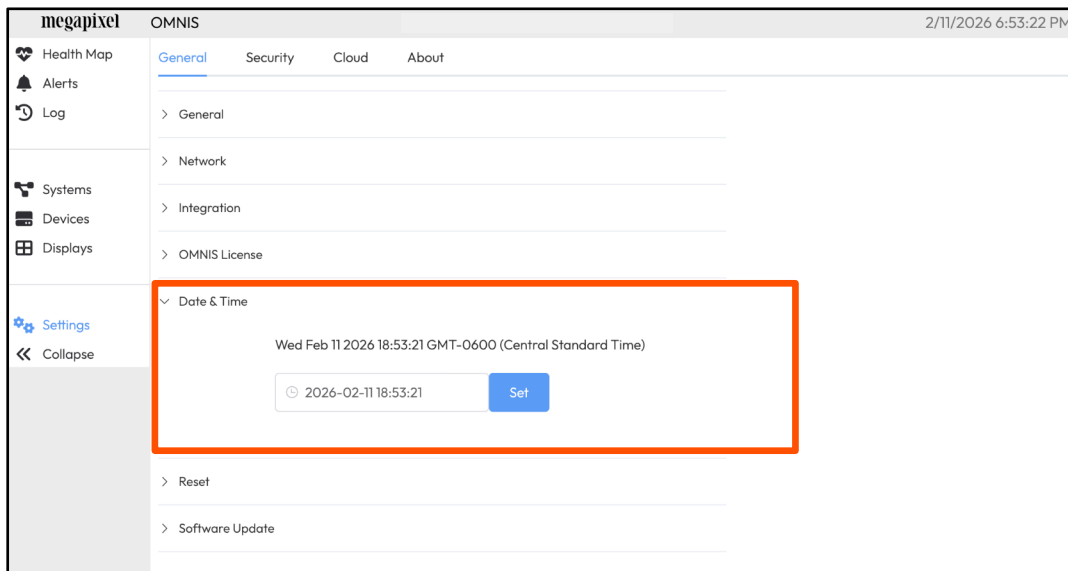 megapixel OMNIS 2/11/2026 6:53:22 PM
Health Map
Alerts
Log
Systems
Devices
Displays
Settings
Collapse
General Security Cloud About
General
Network
Integration
OMNIS License
Date & Time
Wed Feb 11 2026 18:53:21 GMT-0600 (Central Standard Time)
2026-02-11 18:53:21 Set
Reset
Software Update